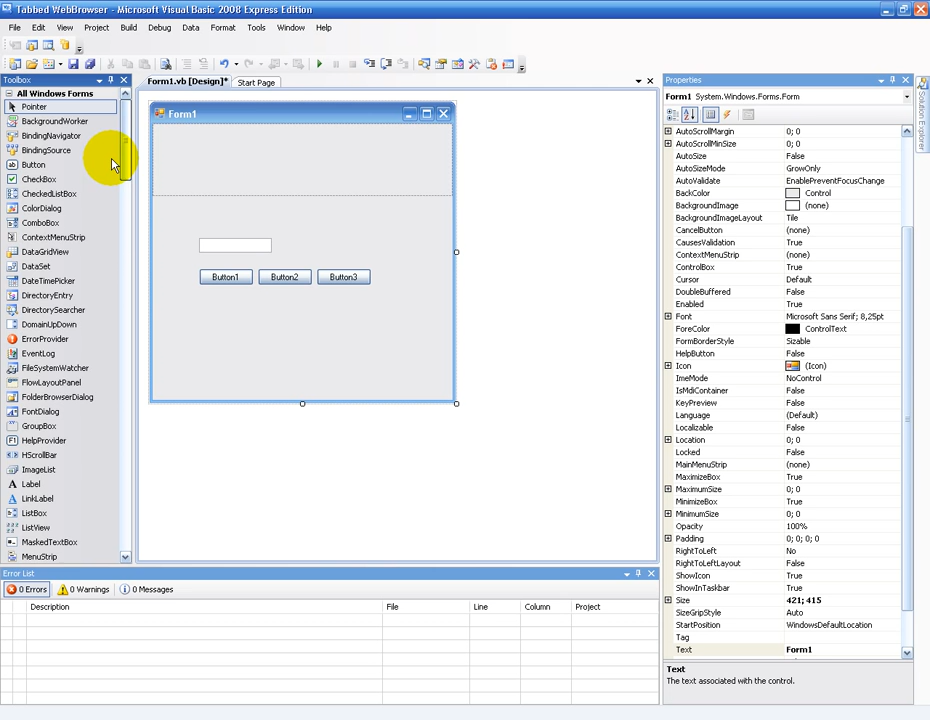 Tabbed WebBrowser - Microsoft Visual Basic 2008 Express Edition
File Edit View Project Build Debug Data Format Tools Window Help
Toolbox
All Windows Forms
Pointer
BackgroundWorker
BindingNavigator
BindingSource
Button
CheckBox
CheckedListBox
ColorDialog
ComboBox
ContextMenuStrip
DataGridView
DataSet
DateTimePicker
DirectoryEntry
DirectorySearcher
DomainUpDown
ErrorProvider
EventLog
FileSystemWatcher
FlowLayoutPanel
FolderBrowserDialog
FontDialog
GroupBox
HelpProvider
HScrollBar
ImageList
Label
LinkLabel
ListBox
ListView
MaskedTextBox
MenuStrip
Form1.vb [Design]* Start Page
Form1
Button1 Button2 Button3
Properties
Form1 System.Windows.Forms.Form
AutoScrollMargin 0; 0
AutoScrollMinSize 0; 0
AutoSize False
AutoSizeMode GrowOnly
AutoValidate EnablePreventFocusChange
BackColor Control
BackgroundImage (none)
BackgroundImageLayout Tile
CancelButton (none)
CausesValidation True
ContextMenuStrip (none)
ControlBox True
Cursor Default
DoubleBuffered False
Enabled True
Font Microsoft Sans Serif; 8,25pt
ForeColor ControlText
FormBorderStyle Sizable
HelpButton False
Icon (Icon)
ImeMode NoControl
IsMdiContainer False
KeyPreview False
Language (Default)
Localizable False
Location 0; 0
Locked False
MainMenuStrip (none)
MaximizeBox True
MaximumSize 0; 0
MinimizeBox True
MinimumSize 0; 0
Opacity 100%
Padding 0; 0; 0; 0
RightToLeft No
RightToLeftLayout False
ShowIcon True
ShowInTaskbar True
Size 421; 415
SizeGripStyle Auto
StartPosition WindowsDefaultLocation
Tag
Text Form1
Text
The text associated with the control.
Solution Explorer
Error List
0 Errors 0 Warnings 0 Messages
Description File Line Column Project